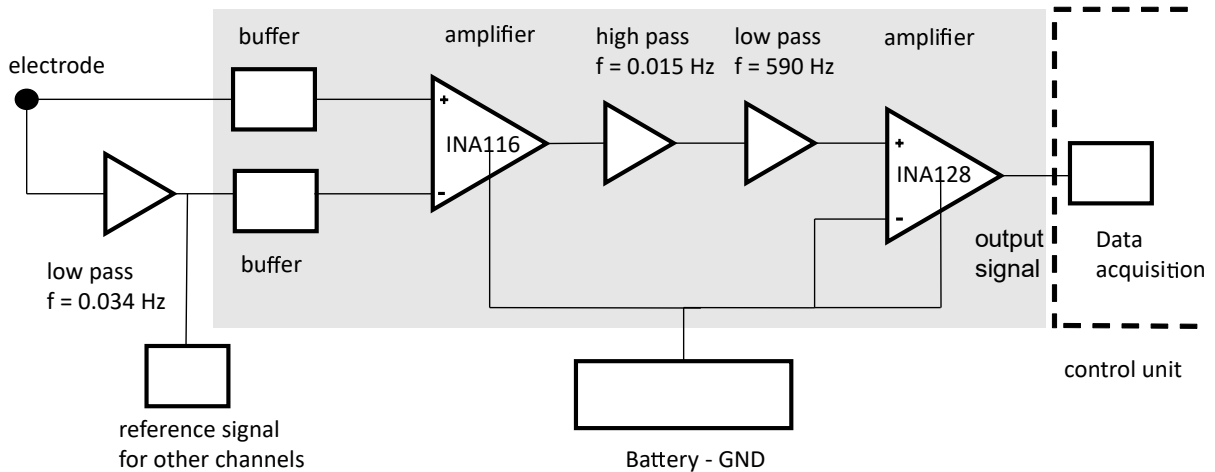 electrode
buffer
amplifier
high pass
f = 0.015 Hz
low pass
f = 590 Hz
amplifier
+
-
INA116
+
-
INA128
low pass
f = 0.034 Hz
buffer
output
signal
Data
acquisition
control unit
reference signal
for other channels
Battery - GND